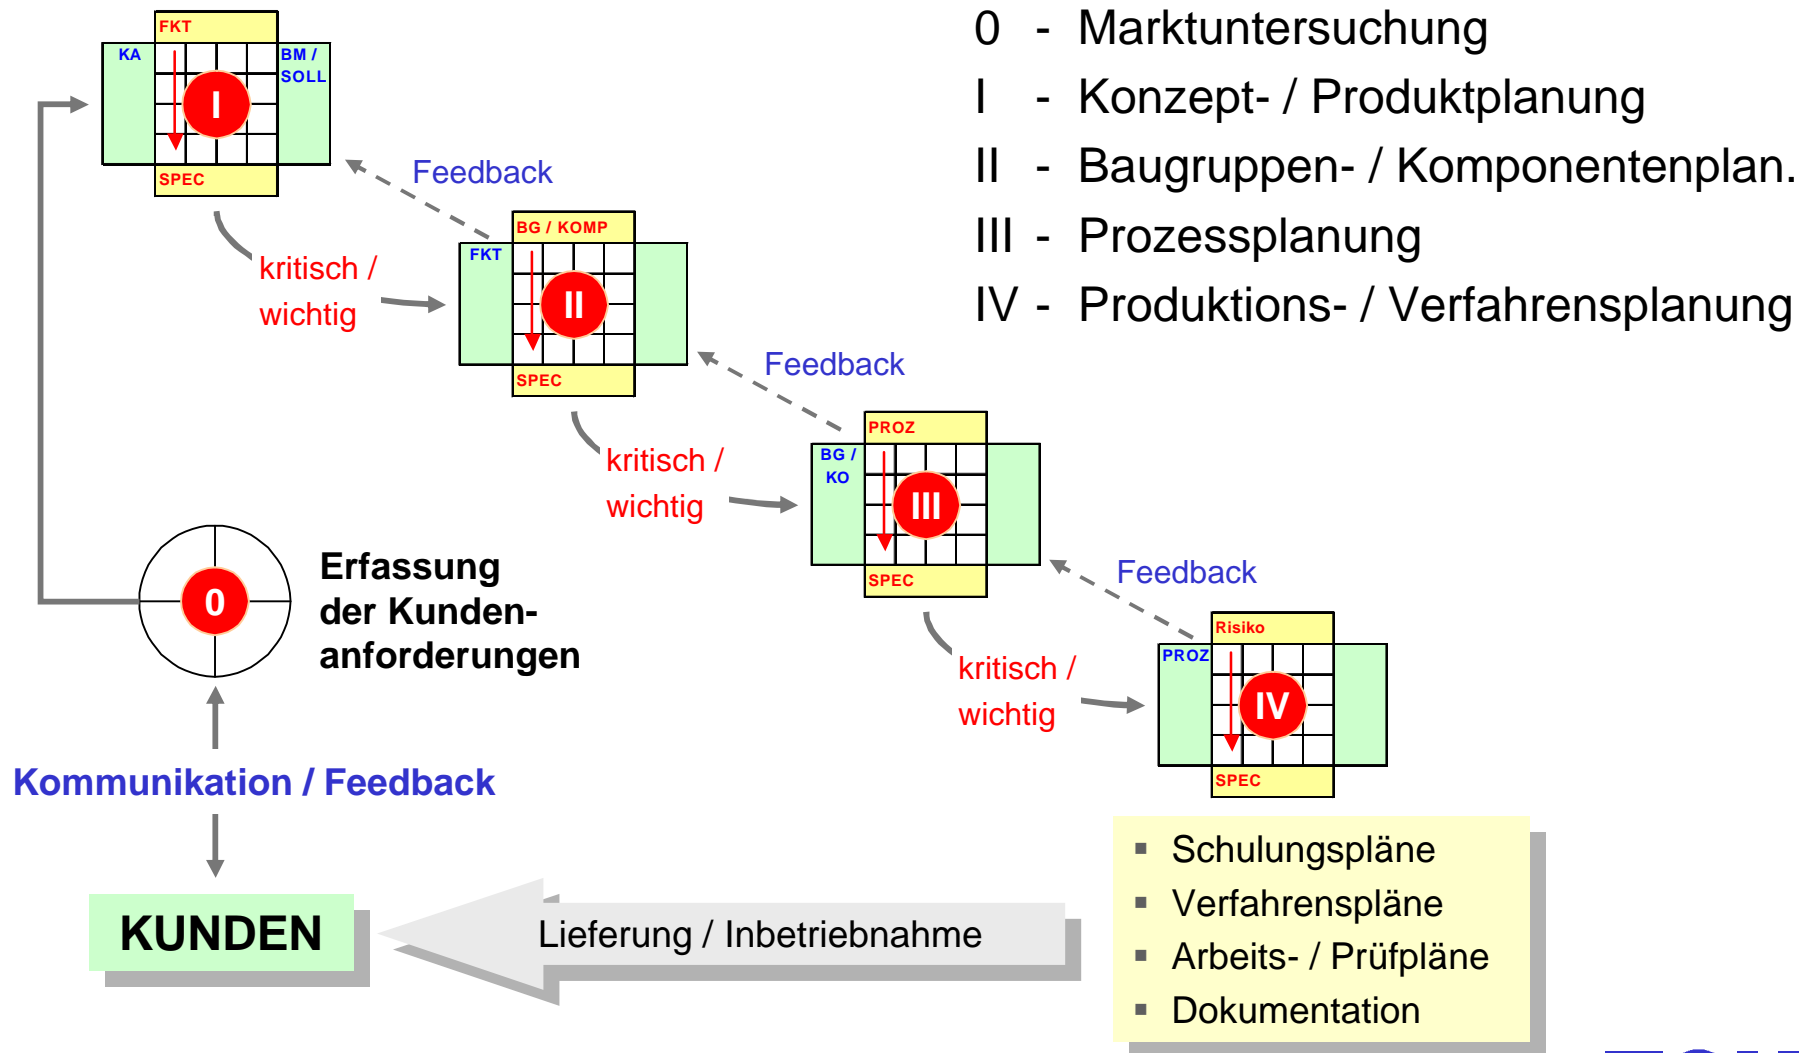 0 - Marktuntersuchung
I - Konzept- / Produktplanung
II - Baugruppen- / Komponentenplan.
III - Prozessplanung
IV - Produktions- / Verfahrensplanung
FKT
KA
BM /
SOLL
I
SPEC
Feedback
kritisch /
wichtig
BG / KOMP
FKT
II
SPEC
Feedback
kritisch /
wichtig
PROZ
BG /
KO
III
SPEC
Feedback
kritisch /
wichtig
Risiko
PROZ
IV
SPEC
0
Erfassung
der Kunden-
anforderungen
Kommunikation / Feedback
KUNDEN
Lieferung / Inbetriebnahme
▪ Schulungspläne
▪ Verfahrenspläne
▪ Arbeits- / Prüfpläne
▪ Dokumentation